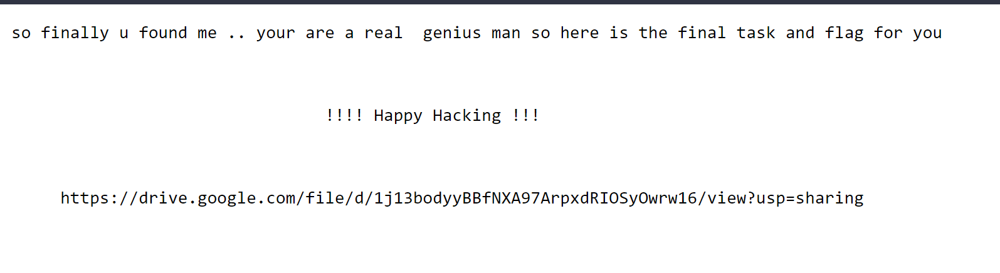 so finally u found me .. your are a real  genius man so here is the final task and flag for you
!!!! Happy Hacking !!!
https://drive.google.com/file/d/1j13bodyyBBfNXA97ArpxdRIOSyOwrw16/view?usp=sharing